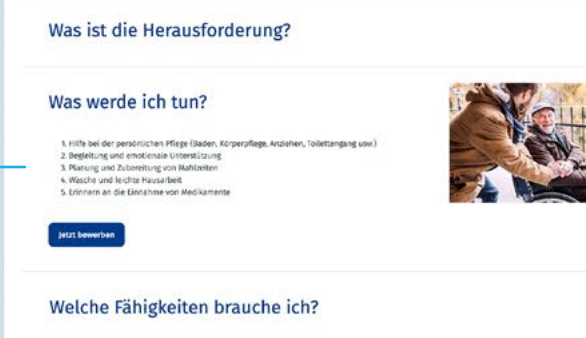 Was ist die Herausforderung?
Was werde ich tun?
1. Hilfe bei der persönlichen Pflege (Baden, Körperpflege, Anziehen, Toilettengang usw.)
2. Begleitung und emotionale Unterstützung
3. Planung und Zubereitung von Mahlzeiten
4. Wäsche und leichte Hausarbeit
5. Erinnern an die Einnahme von Medikamente
Jetzt bewerben
Welche Fähigkeiten brauche ich?